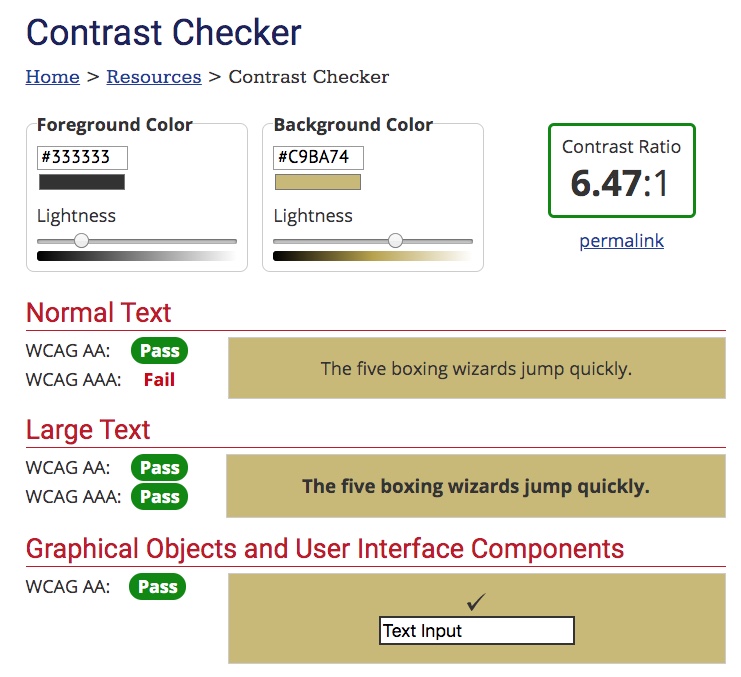 Contrast Checker
Home > Resources > Contrast Checker
Foreground Color
#333333
Lightness
Background Color
#C9BA74
Lightness
Contrast Ratio
6.47:1
permalink
Normal Text
WCAG AA: Pass
WCAG AAA: Fail
The five boxing wizards jump quickly.
Large Text
WCAG AA: Pass
WCAG AAA: Pass
The five boxing wizards jump quickly.
Graphical Objects and User Interface Components
WCAG AA: Pass
✓
Text Input